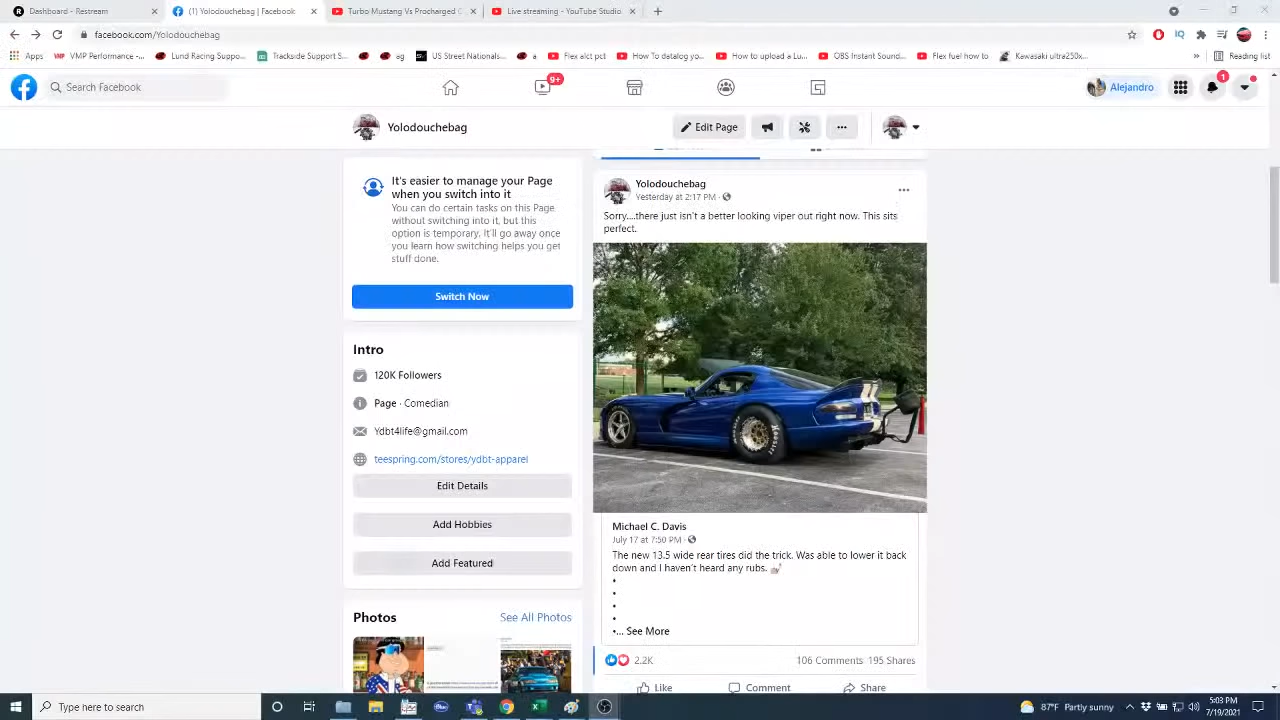 Dashboard - Restream
(1) Yolodouchebag | Facebook
Turbo Mustang Vs Procharged C
Live streaming - YouTube Studio
facebook.com/Yolodouchebag
Apps
VMP Performance -
Lund Racing Suppo...
Trackside Support S...
eg
US Street Nationals...
a
Flex a/ct pct
How To datalog yo...
How to upload a Lu...
OBS Instant Sound...
Flex fuel how to
Kawasaki ultra250x...
»
Reading list
Search Facebook
9+
Alejandro
1
Yolodouchebag
Edit Page
It's easier to manage your Page
when you switch into it
You can do certain tasks on this Page
without switching into it, but this
option is temporary. It'll go away once
you learn how switching helps you get
stuff done.
Switch Now
Intro
120K Followers
Page · Comedian
Ydbt4life@gmail.com
teespring.com/stores/ydbt-apparel
Edit Details
Add Hobbies
Add Featured
Photos
See All Photos
Yolodouchebag
Yesterday at 2:17 PM ·
Sorry....there just isn't a better looking viper out right now. This sits
perfect.
Michael C. Davis
July 17 at 7:50 PM ·
The new 13.5 wide rear tires did the trick. Was able to lower it back
down and I haven't heard any rubs.
•
•
•
•
•... See More
2.2K
106 Comments 195 Shares
Like
Comment
Share
Type here to search
87°F Partly sunny
5:03 PM
7/19/2021